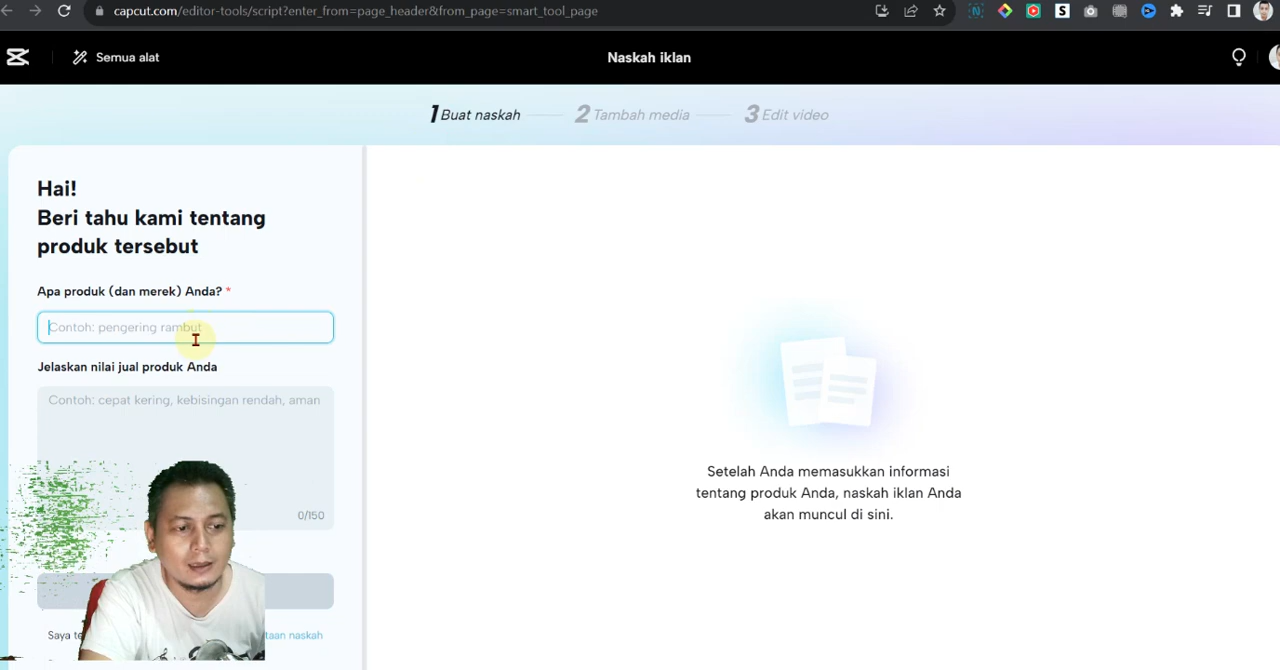 capcut.com/editor-tools/script?enter_from=page_header&from_page=smart_tool_page
Semua alat
Naskah iklan
1 Buat naskah
2 Tambah media
3 Edit video
Hai!
Beri tahu kami tentang
produk tersebut
Apa produk (dan merek) Anda? *
Contoh: pengering rambut
Jelaskan nilai jual produk Anda
Contoh: cepat kering, kebisingan rendah, aman
0/150
Setelah Anda memasukkan informasi
tentang produk Anda, naskah iklan Anda
akan muncul di sini.
Saya
naskah